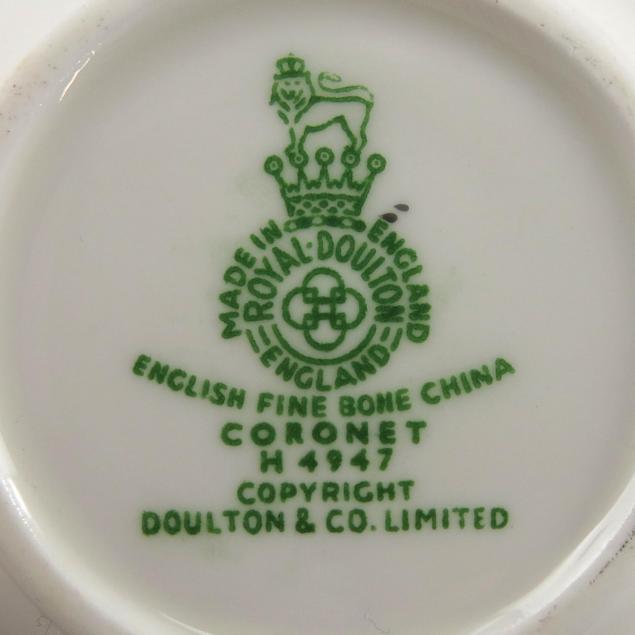 MADE IN ENGLAND
ROYAL·DOULTON
ENGLAND
ENGLISH FINE BONE CHINA
CORONET
H 4947
COPYRIGHT
DOULTON & CO. LIMITED